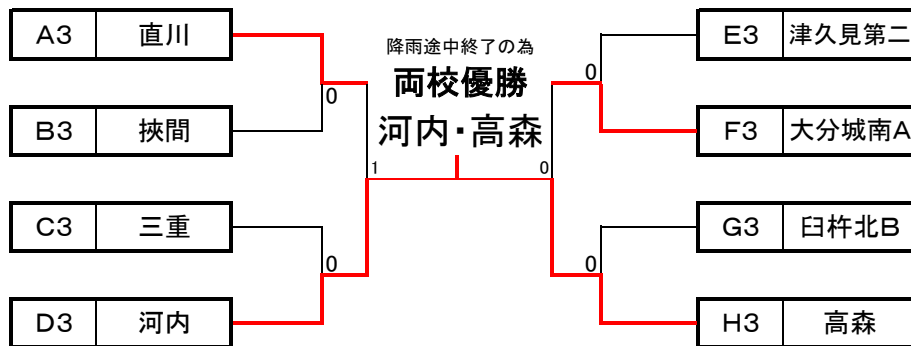 A3 直川
B3 挾間
C3 三重
D3 河内
0
0
1
降雨途中終了の為
両校優勝
河内・高森
0
0
0
E3 津久見第二
F3 大分城南A
G3 臼杵北B
H3 高森